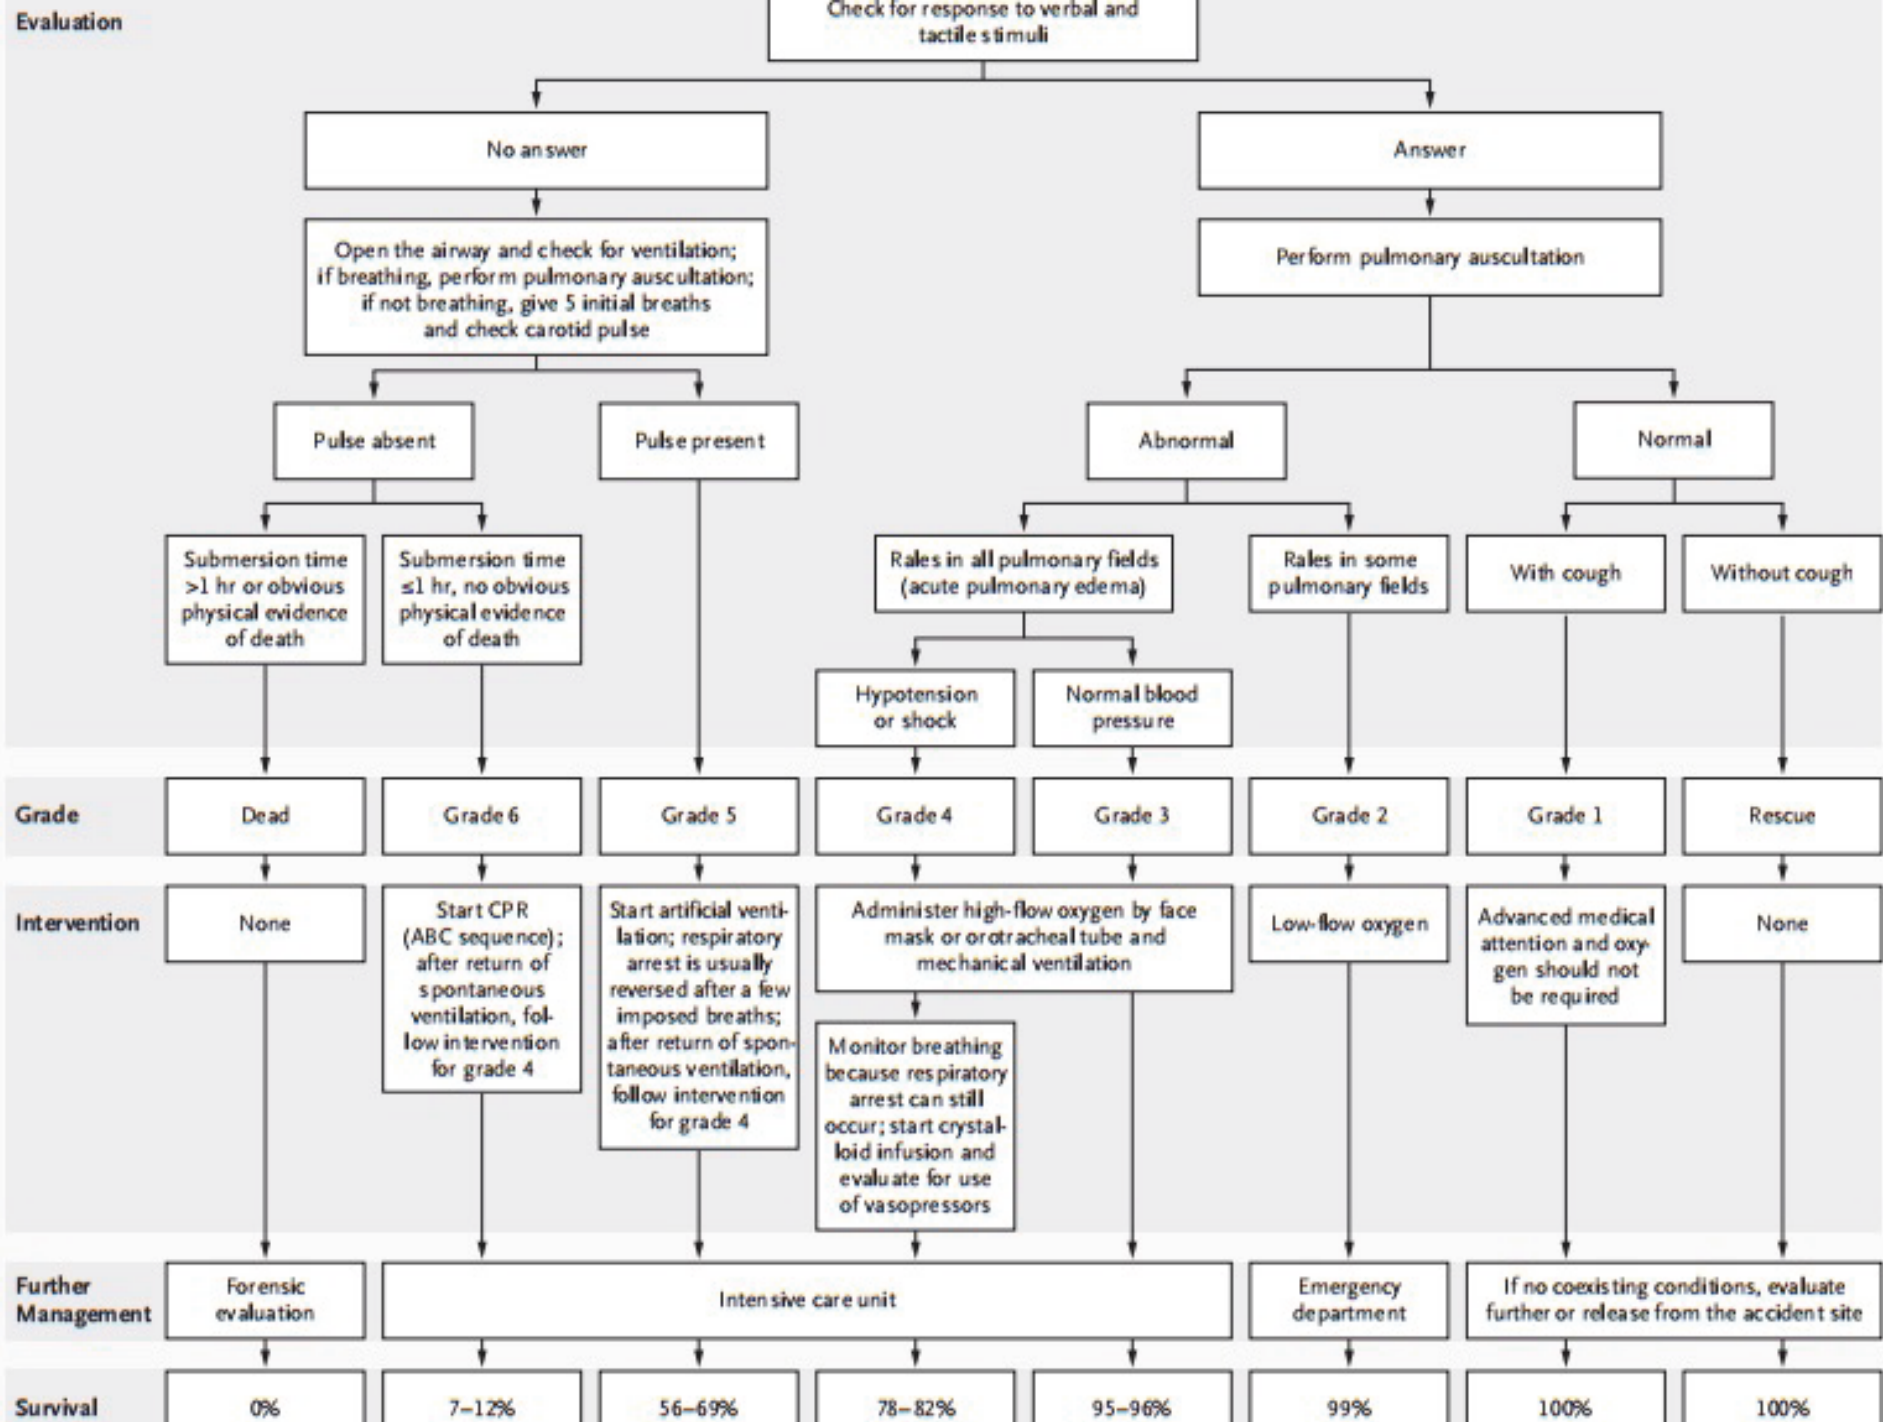 Evaluation
Check for response to verbal and
tactile stimuli
No answer
Answer
Open the airway and check for ventilation;
if breathing, perform pulmonary auscultation;
if not breathing, give 5 initial breaths
and check carotid pulse
Perform pulmonary auscultation
Pulse absent
Pulse present
Abnormal
Normal
Submersion time
>1 hr or obvious
physical evidence
of death
Submersion time
≤1 hr, no obvious
physical evidence
of death
Rales in all pulmonary fields
(acute pulmonary edema)
Rales in some
pulmonary fields
With cough
Without cough
Hypotension
or shock
Normal blood
pressure
Grade
Dead
Grade 6
Grade 5
Grade 4
Grade 3
Grade 2
Grade 1
Rescue
Intervention
None
Start CPR
(ABC sequence);
after return of
spontaneous
ventilation, fol-
low intervention
for grade 4
Start artificial venti-
lation; respiratory
arrest is usually
reversed after a few
imposed breaths;
after return of spon-
taneous ventilation,
follow intervention
for grade 4
Administer high-flow oxygen by face
mask or orotracheal tube and
mechanical ventilation
Monitor breathing
because respiratory
arrest can still
occur; start crystal-
loid infusion and
evaluate for use
of vasopressors
Low-flow oxygen
Advanced medical
attention and oxy-
gen should not
be required
None
Further
Management
Forensic
evaluation
Intensive care unit
Emergency
department
If no coexisting conditions, evaluate
further or release from the accident site
Survival
0%
7–12%
56–69%
78–82%
95–96%
99%
100%
100%